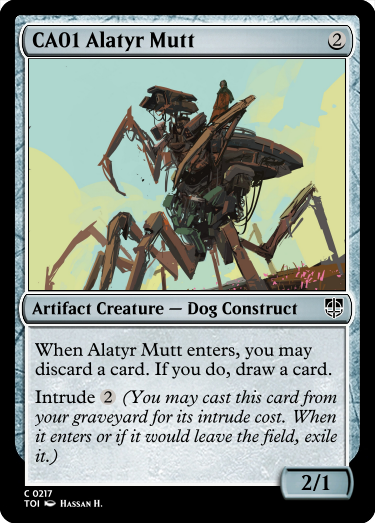 CA01 Alatyr Mutt 2
Artifact Creature — Dog Construct
When Alatyr Mutt enters, you may
discard a card. If you do, draw a card.
Intrude 2 (You may cast this card from
your graveyard for its intrude cost. When
it enters or if it would leave the field, exile
it.)
2/1
C 0217
TOI HASSAN H.